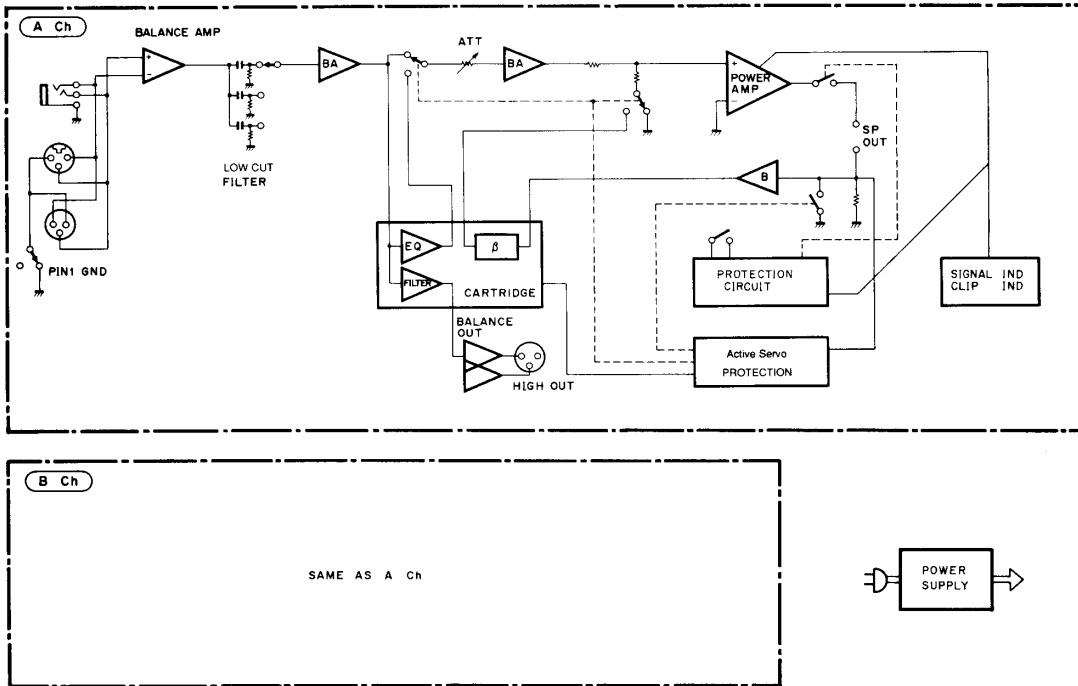 A Ch
BALANCE AMP
+
−
BA
ATT
BA
+
−
POWER
AMP
SP
OUT
LOW CUT
FILTER
B
PIN1 GND
EQ
β
FILTER
CARTRIDGE
PROTECTION
CIRCUIT
SIGNAL IND
CLIP IND
BALANCE
OUT
HIGH OUT
Active Servo
PROTECTION
B Ch
SAME AS A Ch
POWER
SUPPLY